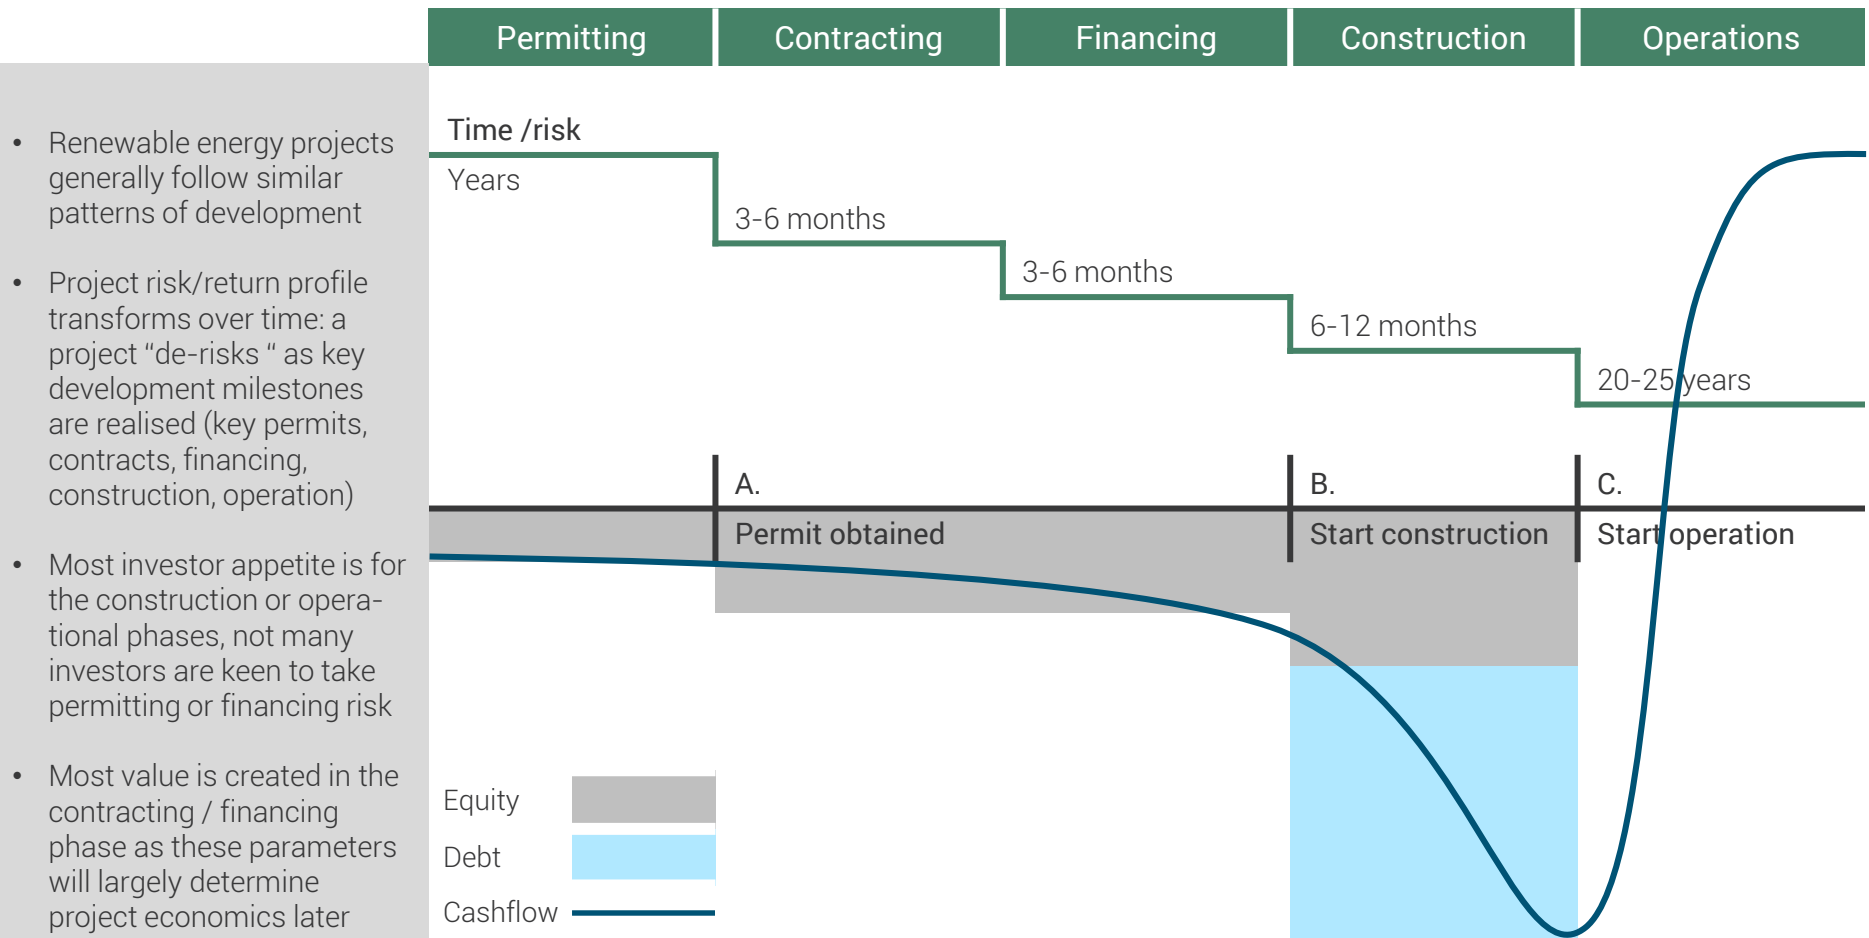 Permitting
Contracting
Financing
Construction
Operations
• Renewable energy projects
generally follow similar
patterns of development
• Project risk/return profile
transforms over time: a
project “de-risks “ as key
development milestones
are realised (key permits,
contracts, financing,
construction, operation)
• Most investor appetite is for
the construction or opera-
tional phases, not many
investors are keen to take
permitting or financing risk
• Most value is created in the
contracting / financing
phase as these parameters
will largely determine
project economics later
Time /risk
Years
3-6 months
3-6 months
6-12 months
20-25 years
A.
Permit obtained
B.
Start construction
C.
Start operation
Equity
Debt
Cashflow